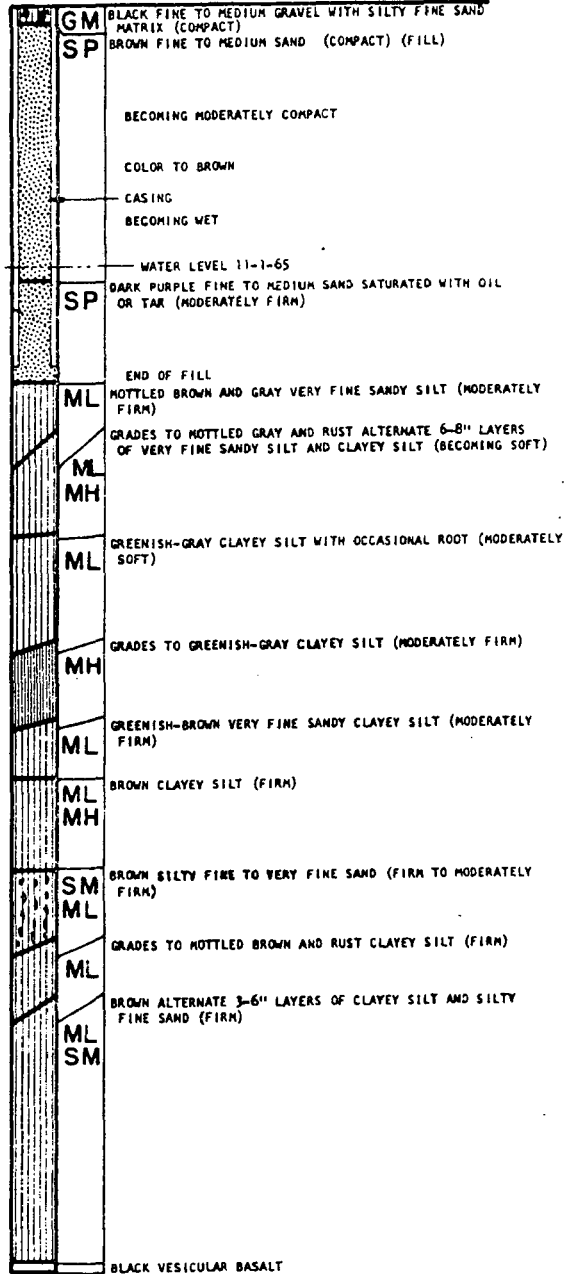 GM BLACK FINE TO MEDIUM GRAVEL WITH SILTY FINE SAND
MATRIX (COMPACT)
SP BROWN FINE TO MEDIUM SAND (COMPACT) (FILL)
BECOMING MODERATELY COMPACT
COLOR TO BROWN
CASING
BECOMING WET
WATER LEVEL 11-1-65
SP DARK PURPLE FINE TO MEDIUM SAND SATURATED WITH OIL
OR TAR (MODERATELY FIRM)
END OF FILL
ML MOTTLED BROWN AND GRAY VERY FINE SANDY SILT (MODERATELY
FIRM)
GRADES TO MOTTLED GRAY AND RUST ALTERNATE 6-8" LAYERS
OF VERY FINE SANDY SILT AND CLAYEY SILT (BECOMING SOFT)
ML
MH
ML GREENISH-GRAY CLAYEY SILT WITH OCCASIONAL ROOT (MODERATELY
SOFT)
GRADES TO GREENISH-GRAY CLAYEY SILT (MODERATELY FIRM)
MH
GREENISH-BROWN VERY FINE SANDY CLAYEY SILT (MODERATELY
FIRM)
ML
ML BROWN CLAYEY SILT (FIRM)
MH
SM BROWN SILTY FINE TO VERY FINE SAND (FIRM TO MODERATELY
FIRM)
ML
GRADES TO MOTTLED BROWN AND RUST CLAYEY SILT (FIRM)
ML
BROWN ALTERNATE 3-6" LAYERS OF CLAYEY SILT AND SILTY
FINE SAND (FIRM)
ML
SM
BLACK VESICULAR BASALT